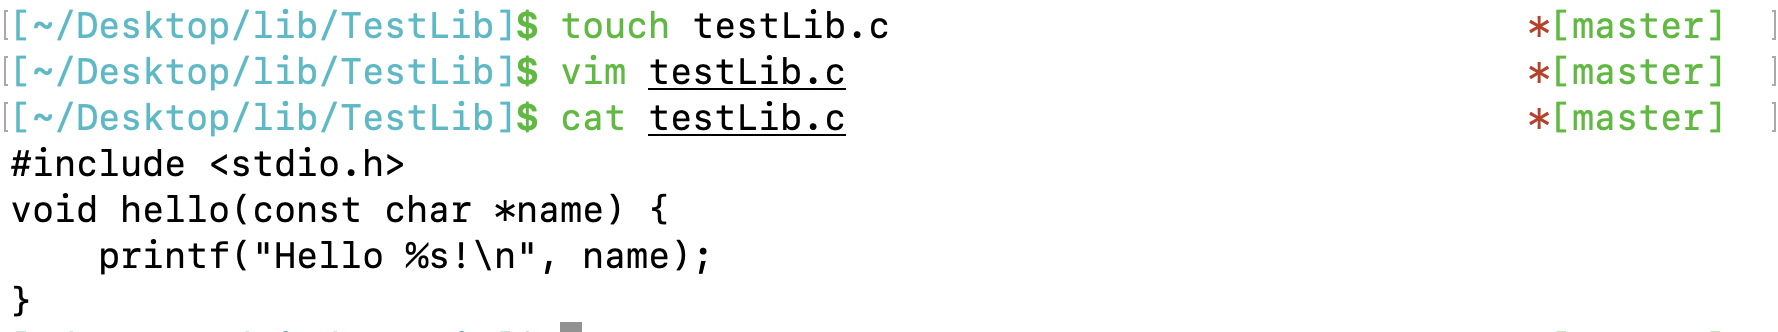 [[~/Desktop/lib/TestLib]$ touch testLib.c *[master] ]
[[~/Desktop/lib/TestLib]$ vim testLib.c *[master] ]
[[~/Desktop/lib/TestLib]$ cat testLib.c *[master] ]
#include <stdio.h>
void hello(const char *name) {
    printf("Hello %s!\n", name);
}